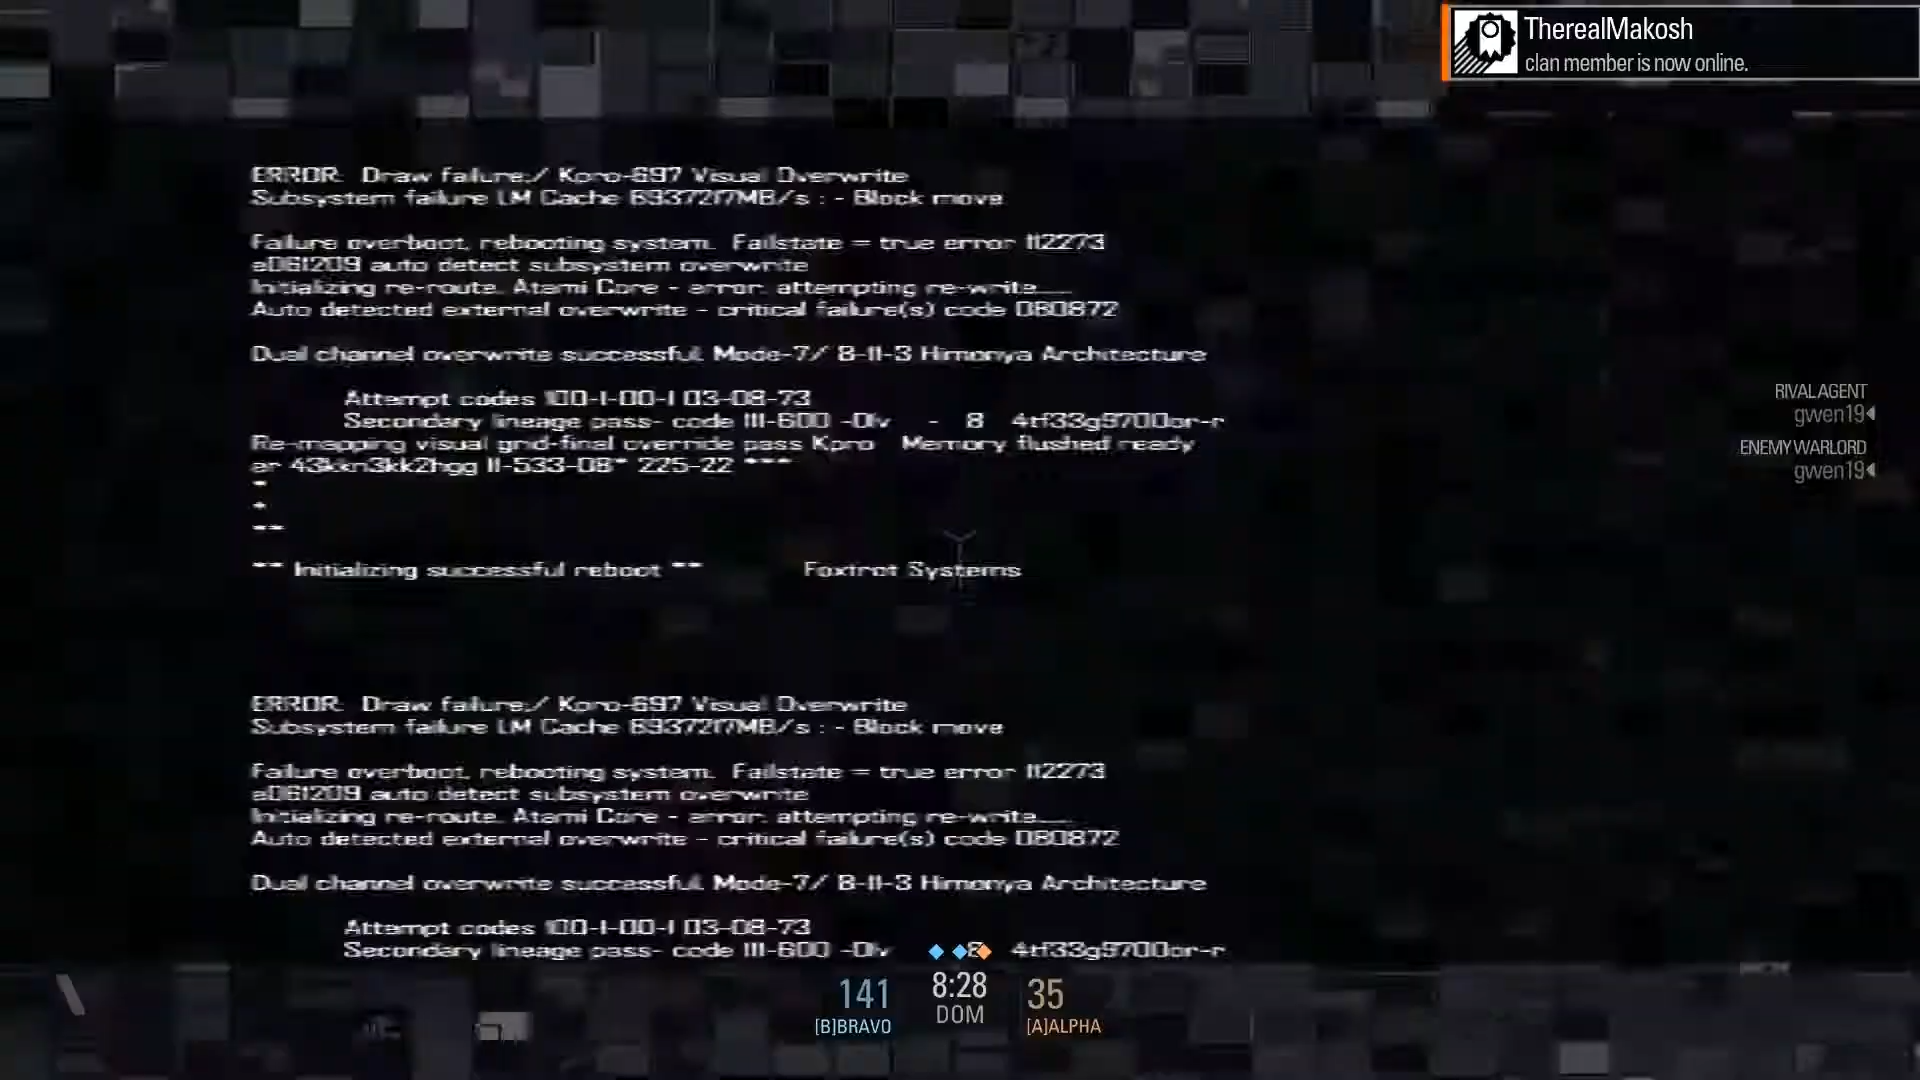 TherealMakosh
clan member is now online.
ERROR: Draw failure:/ Kpro-697 Visual Overwrite
Subsystem failure LM Cache 6937217MB/s : - Block move
Failure overboot, rebooting system. Failstate = true error 112273
a061209 auto detect subsystem overwrite
Initializing re-route. Atami Core - error: attempting re-write......
Auto detected external overwrite - critical failure(s) code 080872
Dual channel overwrite successful. Mode-7/ 8-11-3 Himonya Architecture
Attempt codes 100-1-00-1 03-08-73
Secondary lineage pass- code 111-600 -Div - 8 4tf33g9700or-r
Re-mapping visual grid-final override pass Kpro Memory flushed ready
er 43kkn3kk2hgg 11-533-08* 225-22 ***
*
*
**
** Initializing successful reboot ** Foxtrot Systems
RIVAL AGENT
gwen19
ENEMY WARLORD
gwen19
ERROR: Draw failure:/ Kpro-697 Visual Overwrite
Subsystem failure LM Cache 6937217MB/s : - Block move
Failure overboot, rebooting system. Failstate = true error 112273
a061209 auto detect subsystem overwrite
Initializing re-route. Atami Core - error: attempting re-write......
Auto detected external overwrite - critical failure(s) code 080872
Dual channel overwrite successful. Mode-7/ 8-11-3 Himonya Architecture
Attempt codes 100-1-00-1 03-08-73
Secondary lineage pass- code 111-600 -Div 8 4tf33g9700or-r
141 8:28 35
[B]BRAVO DOM [A]ALPHA